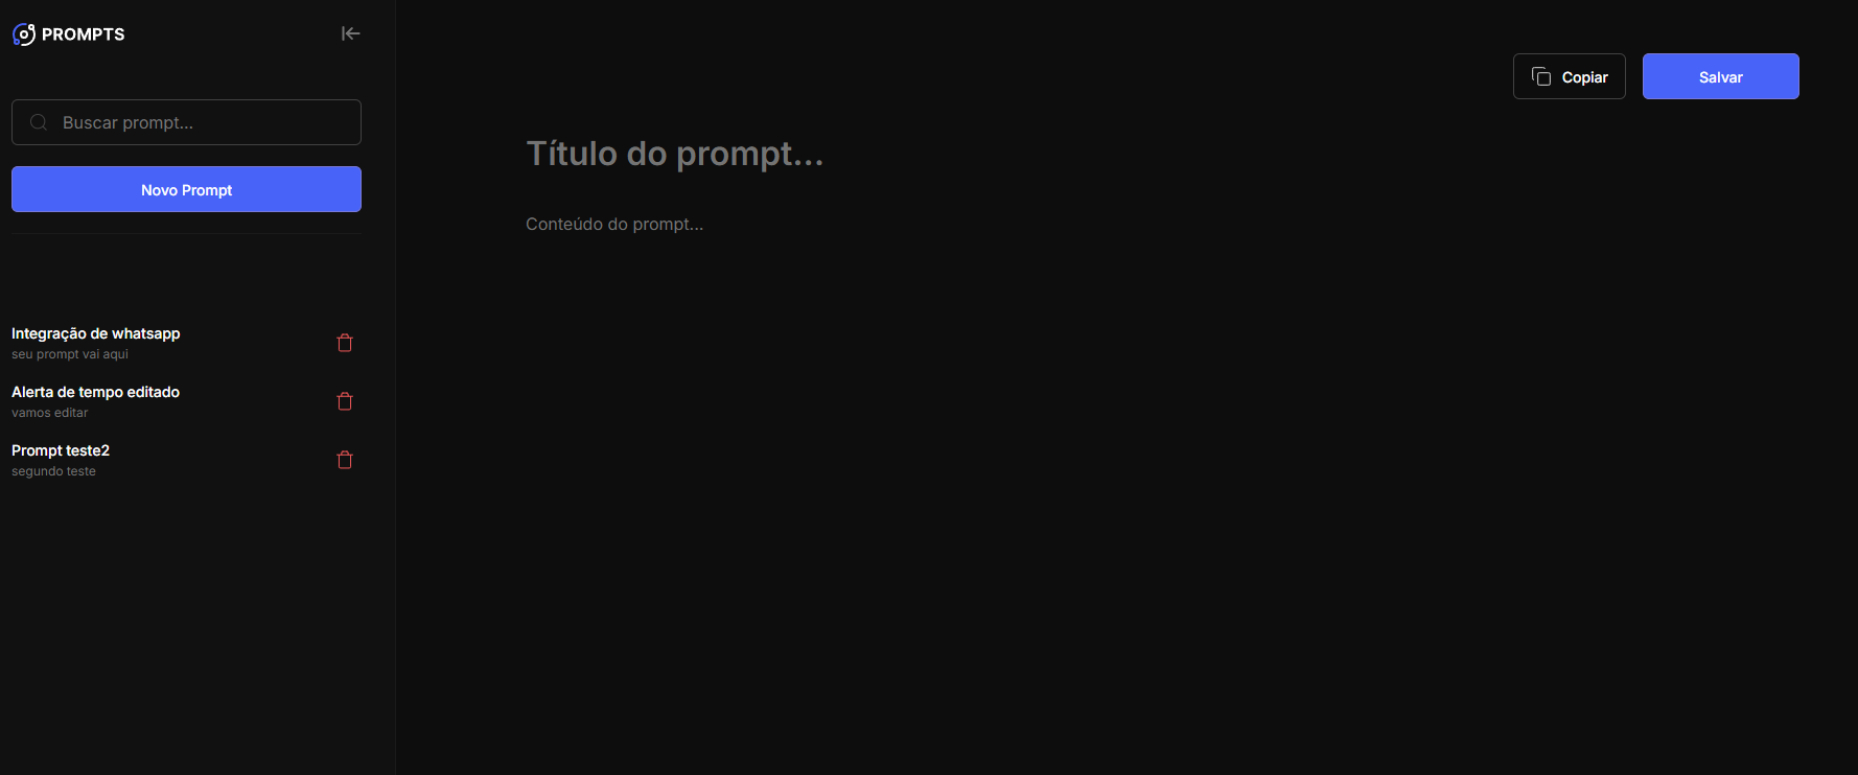 PROMPTS
Buscar prompt...
Novo Prompt
Integração de whatsapp
seu prompt vai aqui
Alerta de tempo editado
vamos editar
Prompt teste2
segundo teste
Copiar
Salvar
Título do prompt...
Conteúdo do prompt...